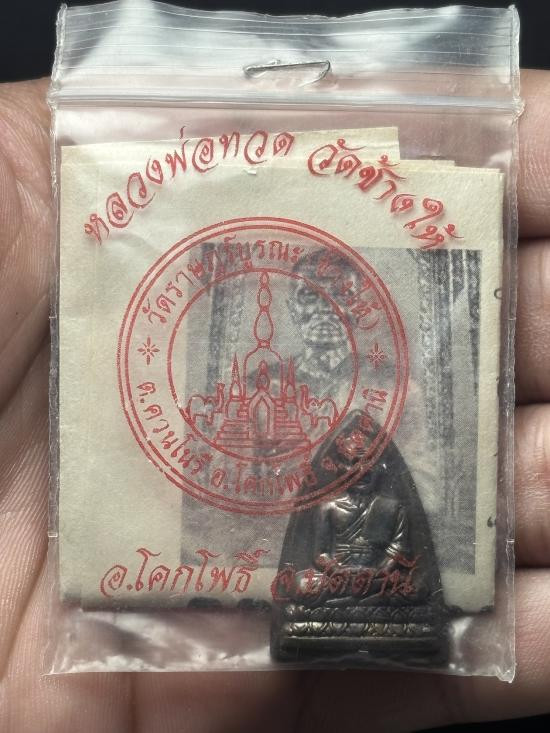 หลวงพ่อทวด วัดช้างให้
วัดราษฎร์บูรณะ (ช้างให้)
ต.ควนโนรี อ.โคกโพธิ์ จ.ปัตตานี
อ.โคกโพธิ์ จ.ปัตตานี